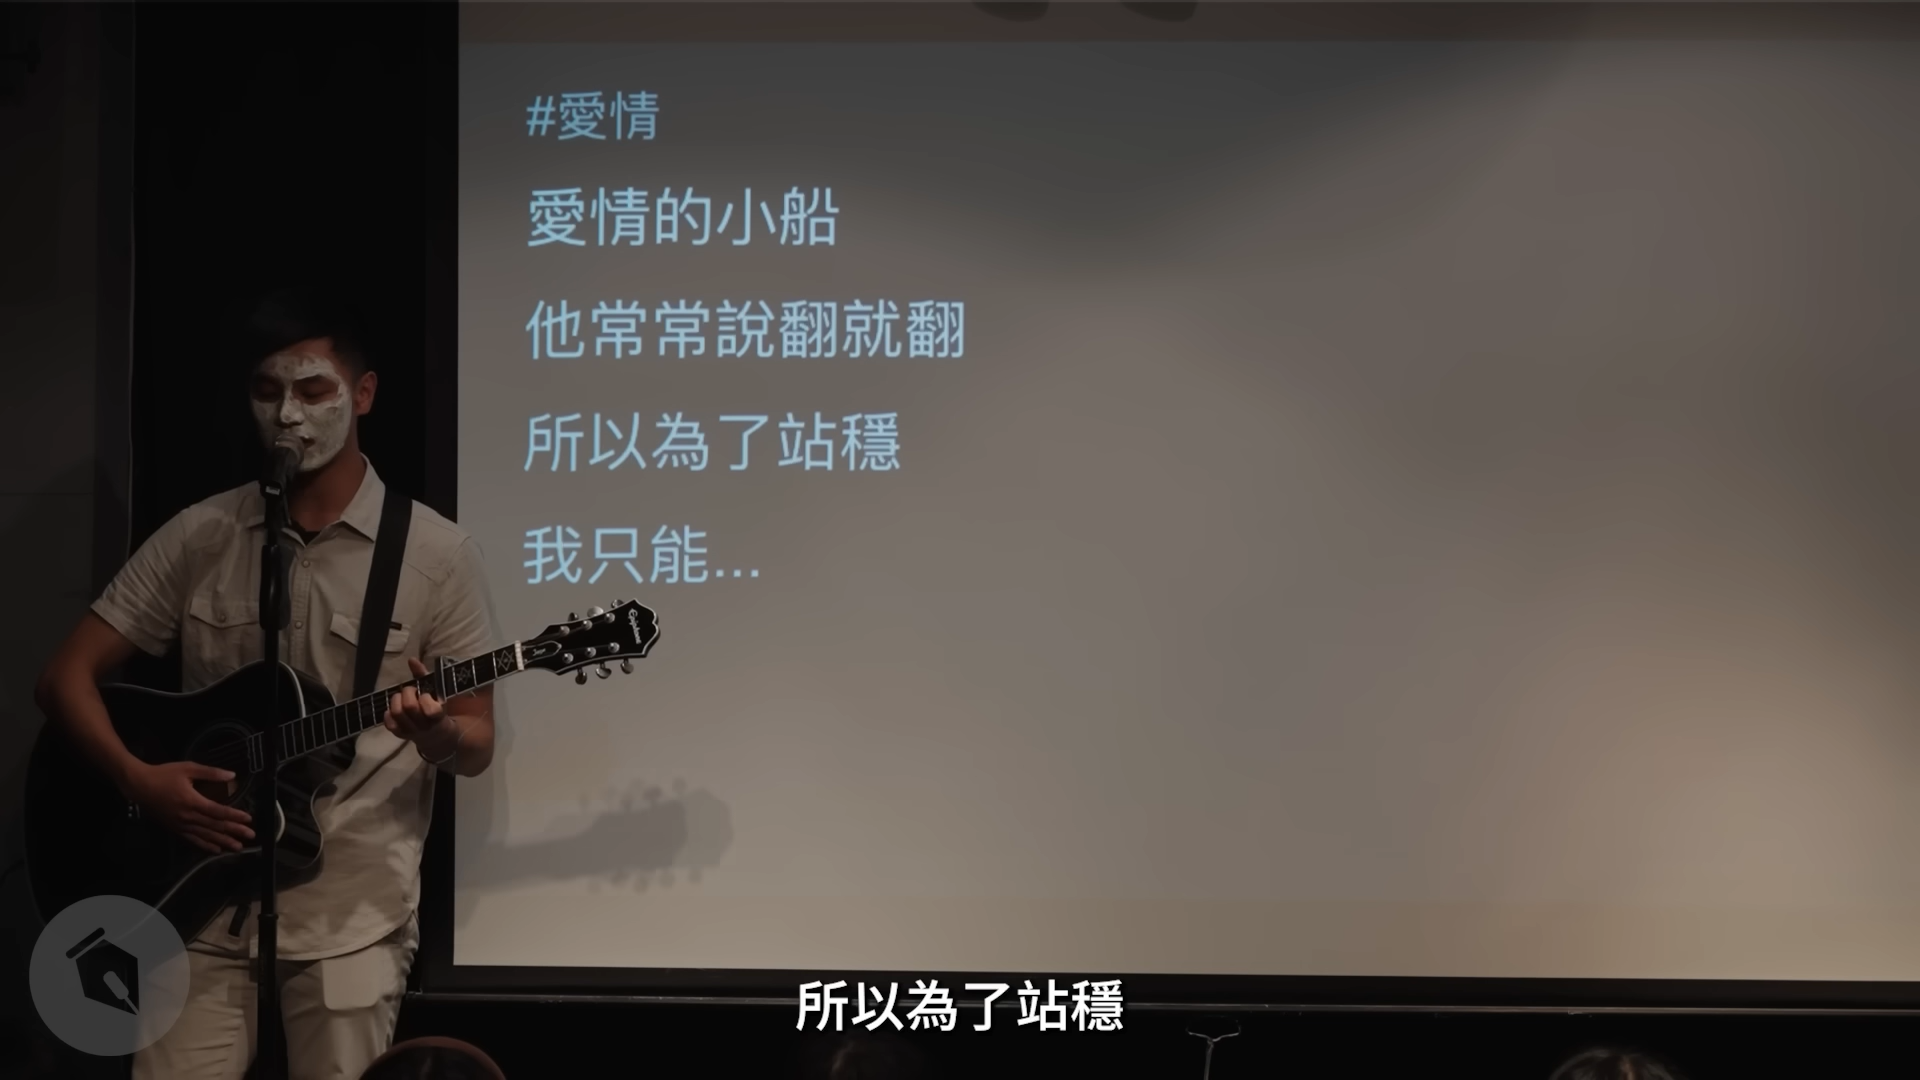 #愛情
愛情的小船
他常常說翻就翻
所以為了站穩
我只能...
Epiphone
所以為了站穩